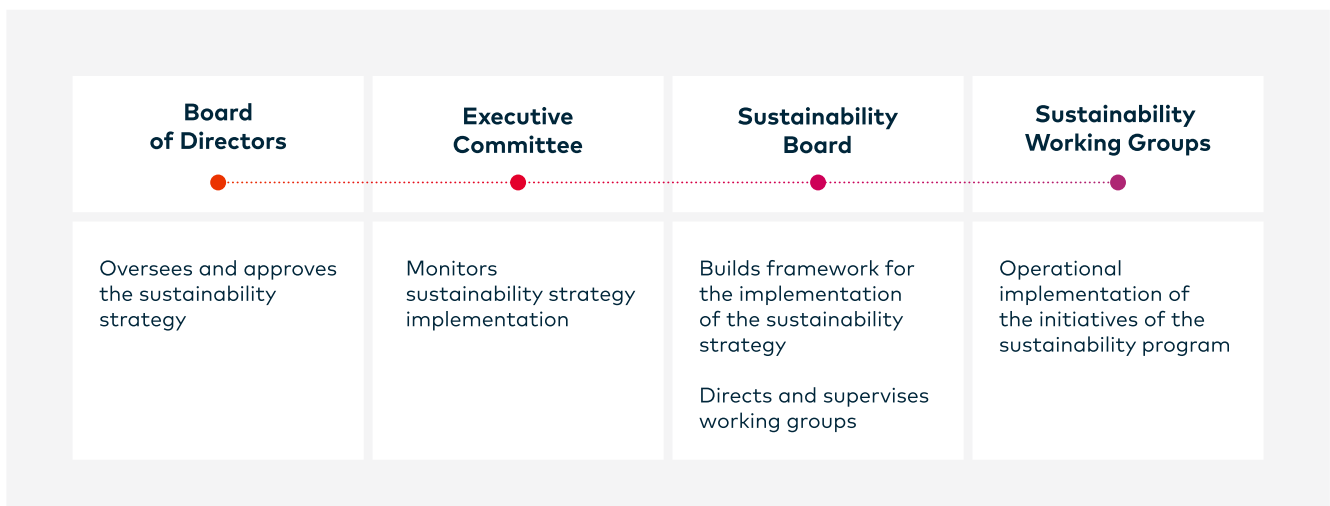 Board
of Directors
Executive
Committee
Sustainability
Board
Sustainability
Working Groups
Oversees and approves
the sustainability
strategy
Monitors
sustainability strategy
implementation
Builds framework for
the implementation
of the sustainability
strategy
Directs and supervises
working groups
Operational
implementation of
the initiatives of the
sustainability program